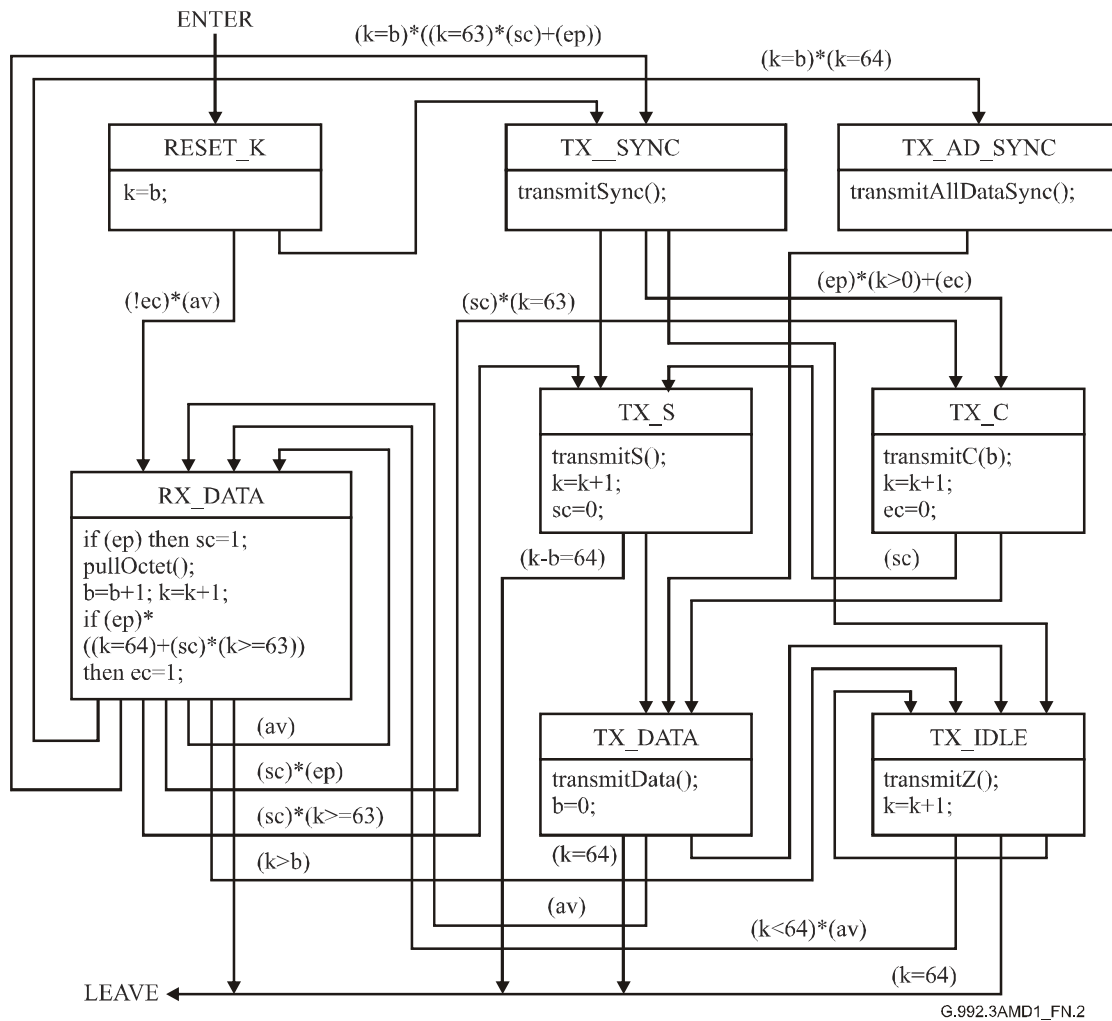 ENTER
(k=b)*((k=63)*(sc)+(ep))
(k=b)*(k=64)
RESET_K
k=b;
TX__SYNC
transmitSync();
TX_AD_SYNC
transmitAllDataSync();
(!ec)*(av)
(sc)*(k=63)
(ep)*(k>0)+(ec)
TX_S
transmitS();
k=k+1;
sc=0;
TX_C
transmitC(b);
k=k+1;
ec=0;
RX_DATA
if (ep) then sc=1;
pullOctet();
b=b+1; k=k+1;
if (ep)*
((k=64)+(sc)*(k>=63))
then ec=1;
(k-b=64)
(sc)
(av)
(sc)*(ep)
(sc)*(k>=63)
(k>b)
TX_DATA
transmitData();
b=0;
TX_IDLE
transmitZ();
k=k+1;
(k=64)
(av)
(k<64)*(av)
(k=64)
LEAVE
G.992.3AMD1_FN.2